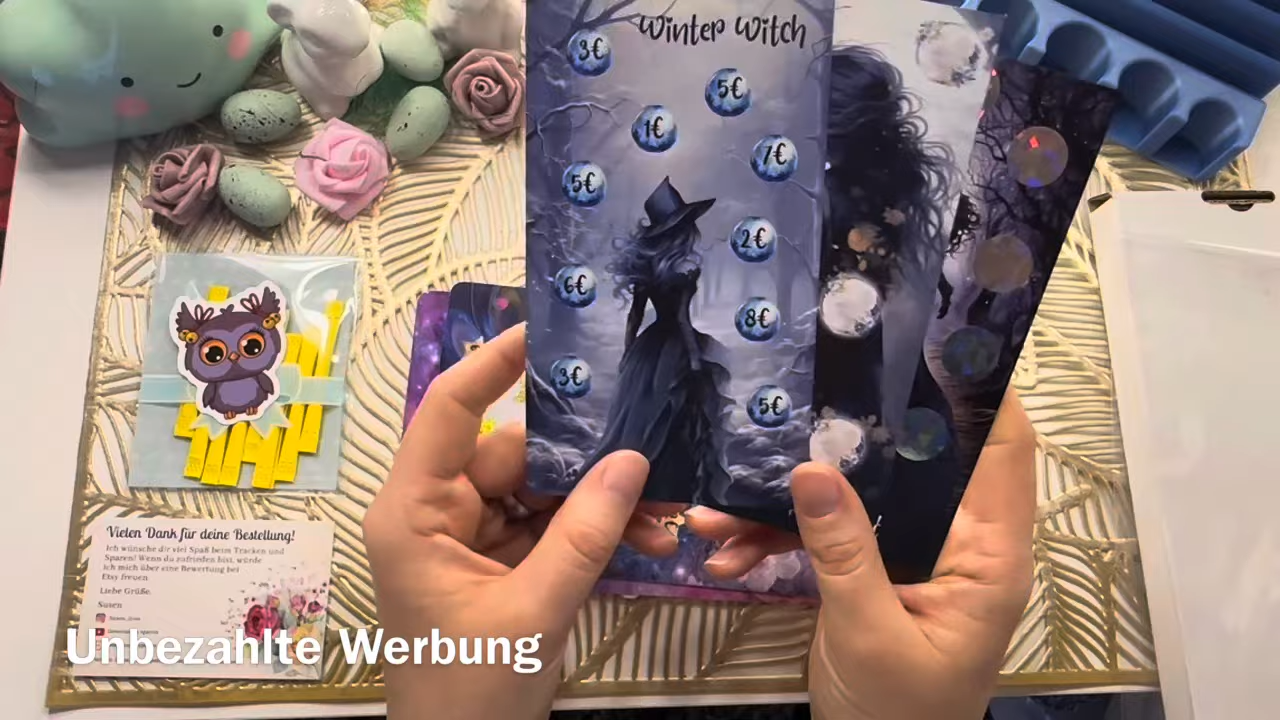 Winter Witch
3€
5€
1€
7€
5€
2€
6€
8€
3€
5€
Vielen Dank für deine Bestellung!
Ich wünsche dir viel Spaß beim Tracken und
Sparen! Wenn du zufrieden bist, würde
ich mich über eine Bewertung bei
Etsy freuen.
Liebe Grüße,
Susen
Unbezahlte Werbung